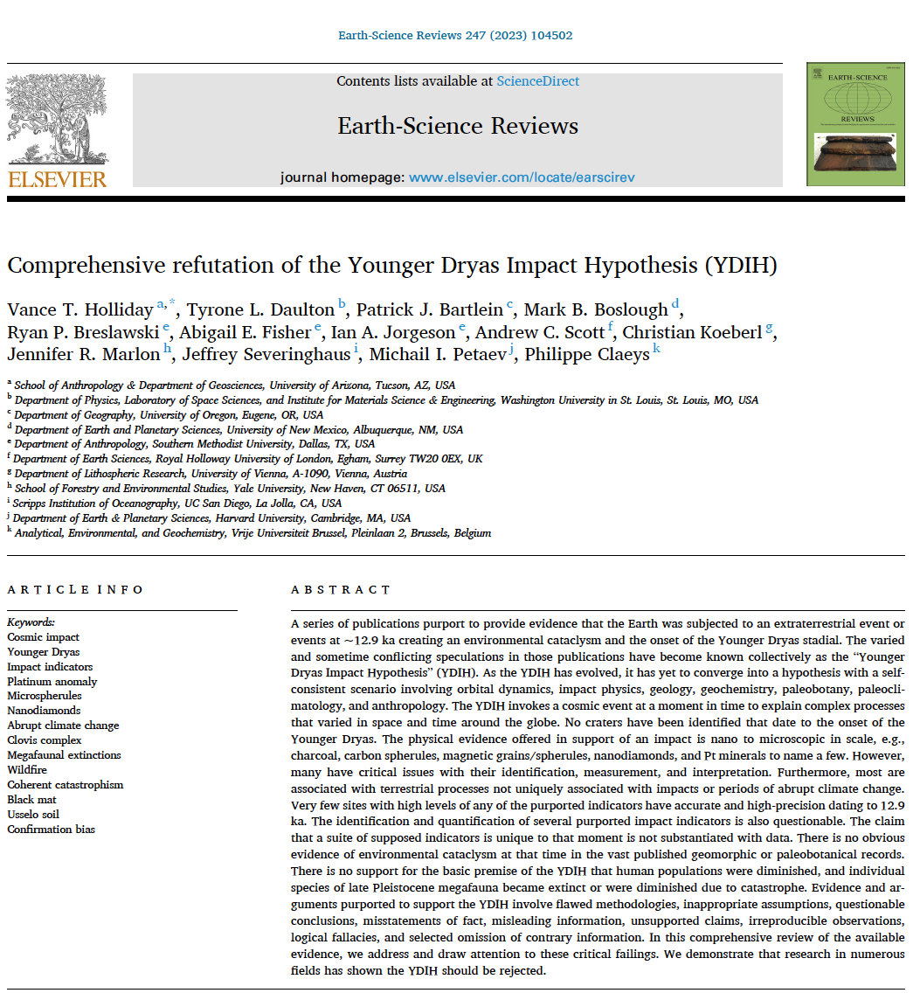 Earth-Science Reviews 247 (2023) 104502
Contents lists available at ScienceDirect
Earth-Science Reviews
journal homepage: www.elsevier.com/locate/earscirev
ELSEVIER
EARTH-SCIENCE
REVIEWS
Comprehensive refutation of the Younger Dryas Impact Hypothesis (YDIH)
Vance T. Holliday a,*, Tyrone L. Daulton b, Patrick J. Bartlein c, Mark B. Boslough d,
Ryan P. Breslawski e, Abigail E. Fisher e, Ian A. Jorgeson e, Andrew C. Scott f, Christian Koeberl g,
Jennifer R. Marlon h, Jeffrey Severinghaus i, Michail I. Petaev j, Philippe Claeys k
a School of Anthropology & Department of Geosciences, University of Arizona, Tucson, AZ, USA
b Department of Physics, Laboratory of Space Sciences, and Institute for Materials Science & Engineering, Washington University in St. Louis, St. Louis, MO, USA
c Department of Geography, University of Oregon, Eugene, OR, USA
d Department of Earth and Planetary Sciences, University of New Mexico, Albuquerque, NM, USA
e Department of Anthropology, Southern Methodist University, Dallas, TX, USA
f Department of Earth Sciences, Royal Holloway University of London, Egham, Surrey TW20 0EX, UK
g Department of Lithospheric Research, University of Vienna, A-1090, Vienna, Austria
h School of Forestry and Environmental Studies, Yale University, New Haven, CT 06511, USA
i Scripps Institution of Oceanography, UC San Diego, La Jolla, CA, USA
j Department of Earth & Planetary Sciences, Harvard University, Cambridge, MA, USA
k Analytical, Environmental, and Geochemistry, Vrije Universiteit Brussel, Pleinlaan 2, Brussels, Belgium
ARTICLE INFO
Keywords:
Cosmic impact
Younger Dryas
Impact indicators
Platinum anomaly
Microspherules
Nanodiamonds
Abrupt climate change
Clovis complex
Megafaunal extinctions
Wildfire
Coherent catastrophism
Black mat
Usselo soil
Confirmation bias
ABSTRACT
A series of publications purport to provide evidence that the Earth was subjected to an extraterrestrial event or
events at ~12.9 ka creating an environmental cataclysm and the onset of the Younger Dryas stadial. The varied
and sometime conflicting speculations in those publications have become known collectively as the “Younger
Dryas Impact Hypothesis” (YDIH). As the YDIH has evolved, it has yet to converge into a hypothesis with a self-
consistent scenario involving orbital dynamics, impact physics, geology, geochemistry, paleobotany, paleocli-
matology, and anthropology. The YDIH invokes a cosmic event at a moment in time to explain complex processes
that varied in space and time around the globe. No craters have been identified that date to the onset of the
Younger Dryas. The physical evidence offered in support of an impact is nano to microscopic in scale, e.g.,
charcoal, carbon spherules, magnetic grains/spherules, nanodiamonds, and Pt minerals to name a few. However,
many have critical issues with their identification, measurement, and interpretation. Furthermore, most are
associated with terrestrial processes not uniquely associated with impacts or periods of abrupt climate change.
Very few sites with high levels of any of the purported indicators have accurate and high-precision dating to 12.9
ka. The identification and quantification of several purported impact indicators is also questionable. The claim
that a suite of supposed indicators is unique to that moment is not substantiated with data. There is no obvious
evidence of environmental cataclysm at that time in the vast published geomorphic or paleobotanical records.
There is no support for the basic premise of the YDIH that human populations were diminished, and individual
species of late Pleistocene megafauna became extinct or were diminished due to catastrophe. Evidence and ar-
guments purported to support the YDIH involve flawed methodologies, inappropriate assumptions, questionable
conclusions, misstatements of fact, misleading information, unsupported claims, irreproducible observations,
logical fallacies, and selected omission of contrary information. In this comprehensive review of the available
evidence, we address and draw attention to these critical failings. We demonstrate that research in numerous
fields has shown the YDIH should be rejected.